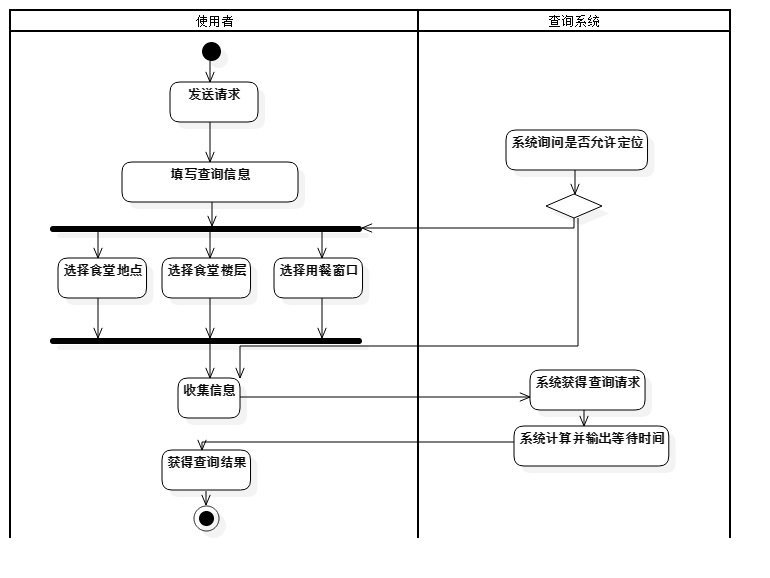 使用者
查询系统
发送请求
系统询问是否允许定位
填写查询信息
选择食堂地点
选择食堂楼层
选择用餐窗口
收集信息
系统获得查询请求
系统计算并输出等待时间
获得查询结果